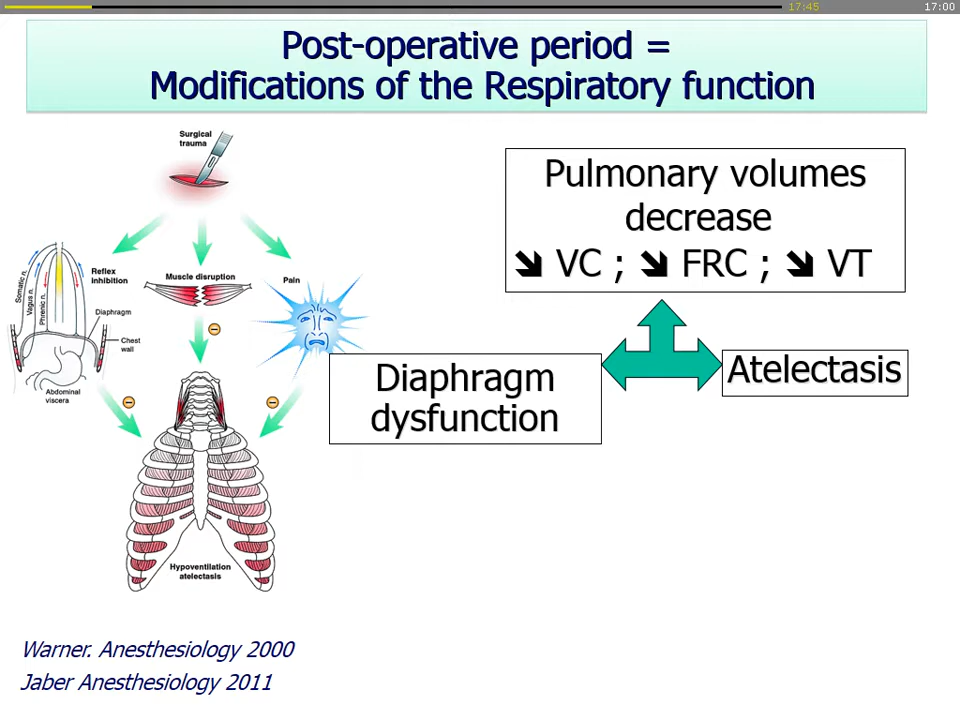 17:45
17:00
Post-operative period =
Modifications of the Respiratory function
Surgical
trauma
Reflex
Inhibition
Muscle disruption
Pain
Somatic n.
Vagus n.
Phrenic n.
Diaphragm
Chest
wall
Abdominal
viscera
Hypoventilation
atelectasis
Pulmonary volumes
decrease
➘ VC ; ➘ FRC ; ➘ VT
Diaphragm
dysfunction
Atelectasis
Warner. Anesthesiology 2000
Jaber Anesthesiology 2011